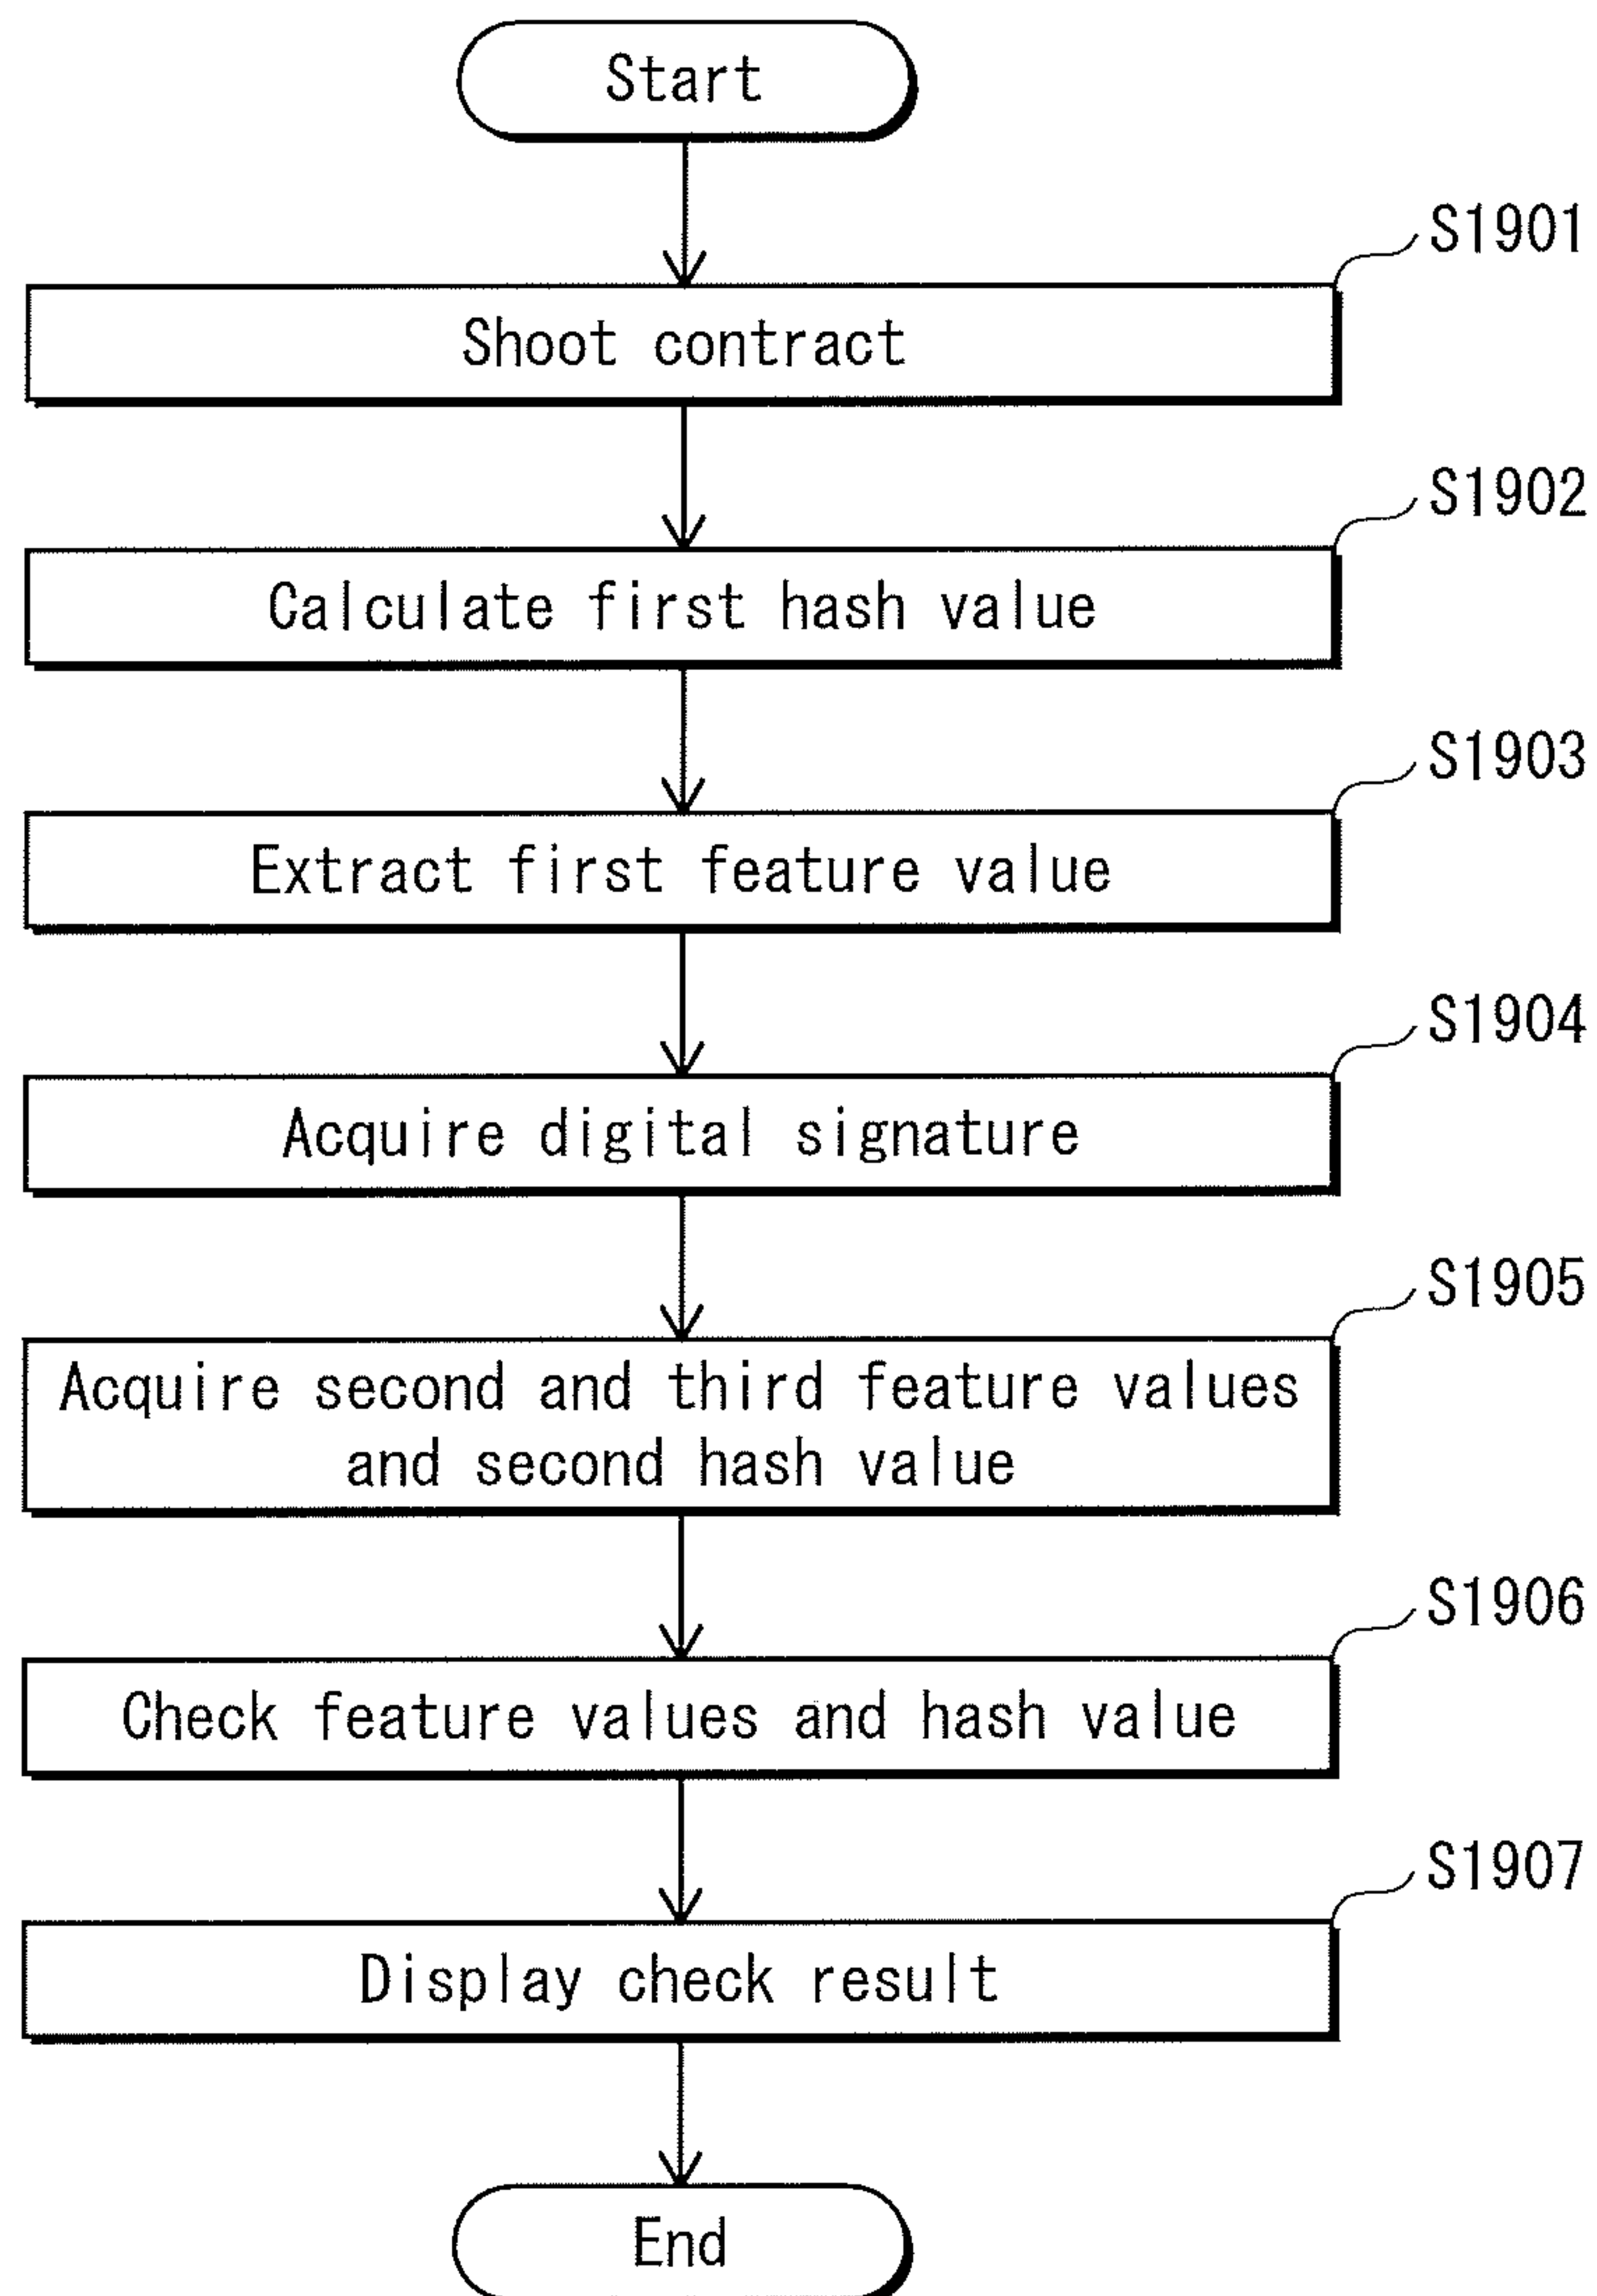 Start
S1901
Shoot contract
S1902
Calculate first hash value
S1903
Extract first feature value
S1904
Acquire digital signature
S1905
Acquire second and third feature values
and second hash value
S1906
Check feature values and hash value
S1907
Display check result
End